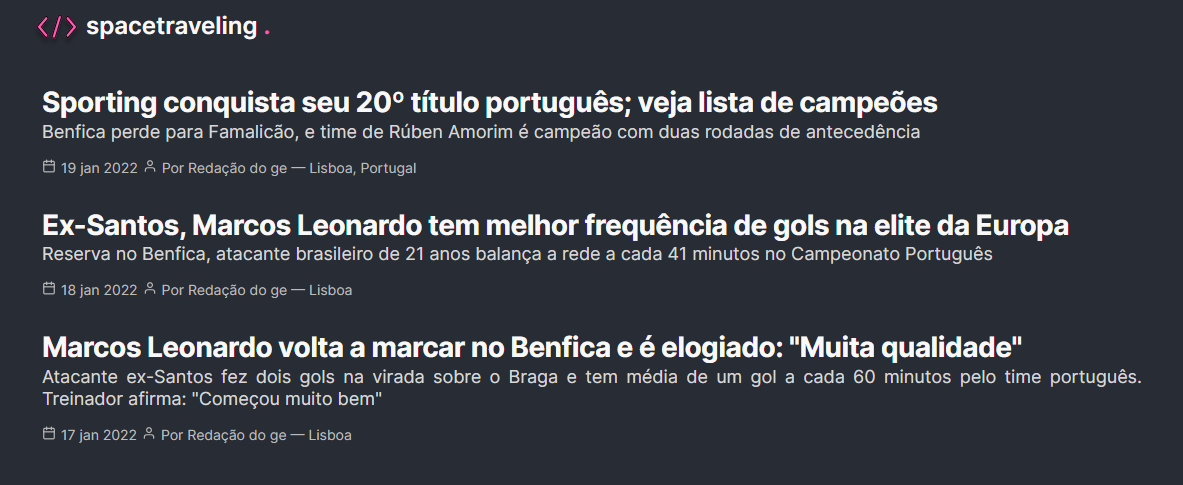 </> spacetraveling .
Sporting conquista seu 20º título português; veja lista de campeões
Benfica perde para Famalicão, e time de Rúben Amorim é campeão com duas rodadas de antecedência
19 jan 2022 Por Redação do ge — Lisboa, Portugal
Ex-Santos, Marcos Leonardo tem melhor frequência de gols na elite da Europa
Reserva no Benfica, atacante brasileiro de 21 anos balança a rede a cada 41 minutos no Campeonato Português
18 jan 2022 Por Redação do ge — Lisboa
Marcos Leonardo volta a marcar no Benfica e é elogiado: "Muita qualidade"
Atacante ex-Santos fez dois gols na virada sobre o Braga e tem média de um gol a cada 60 minutos pelo time português.
Treinador afirma: "Começou muito bem"
17 jan 2022 Por Redação do ge — Lisboa